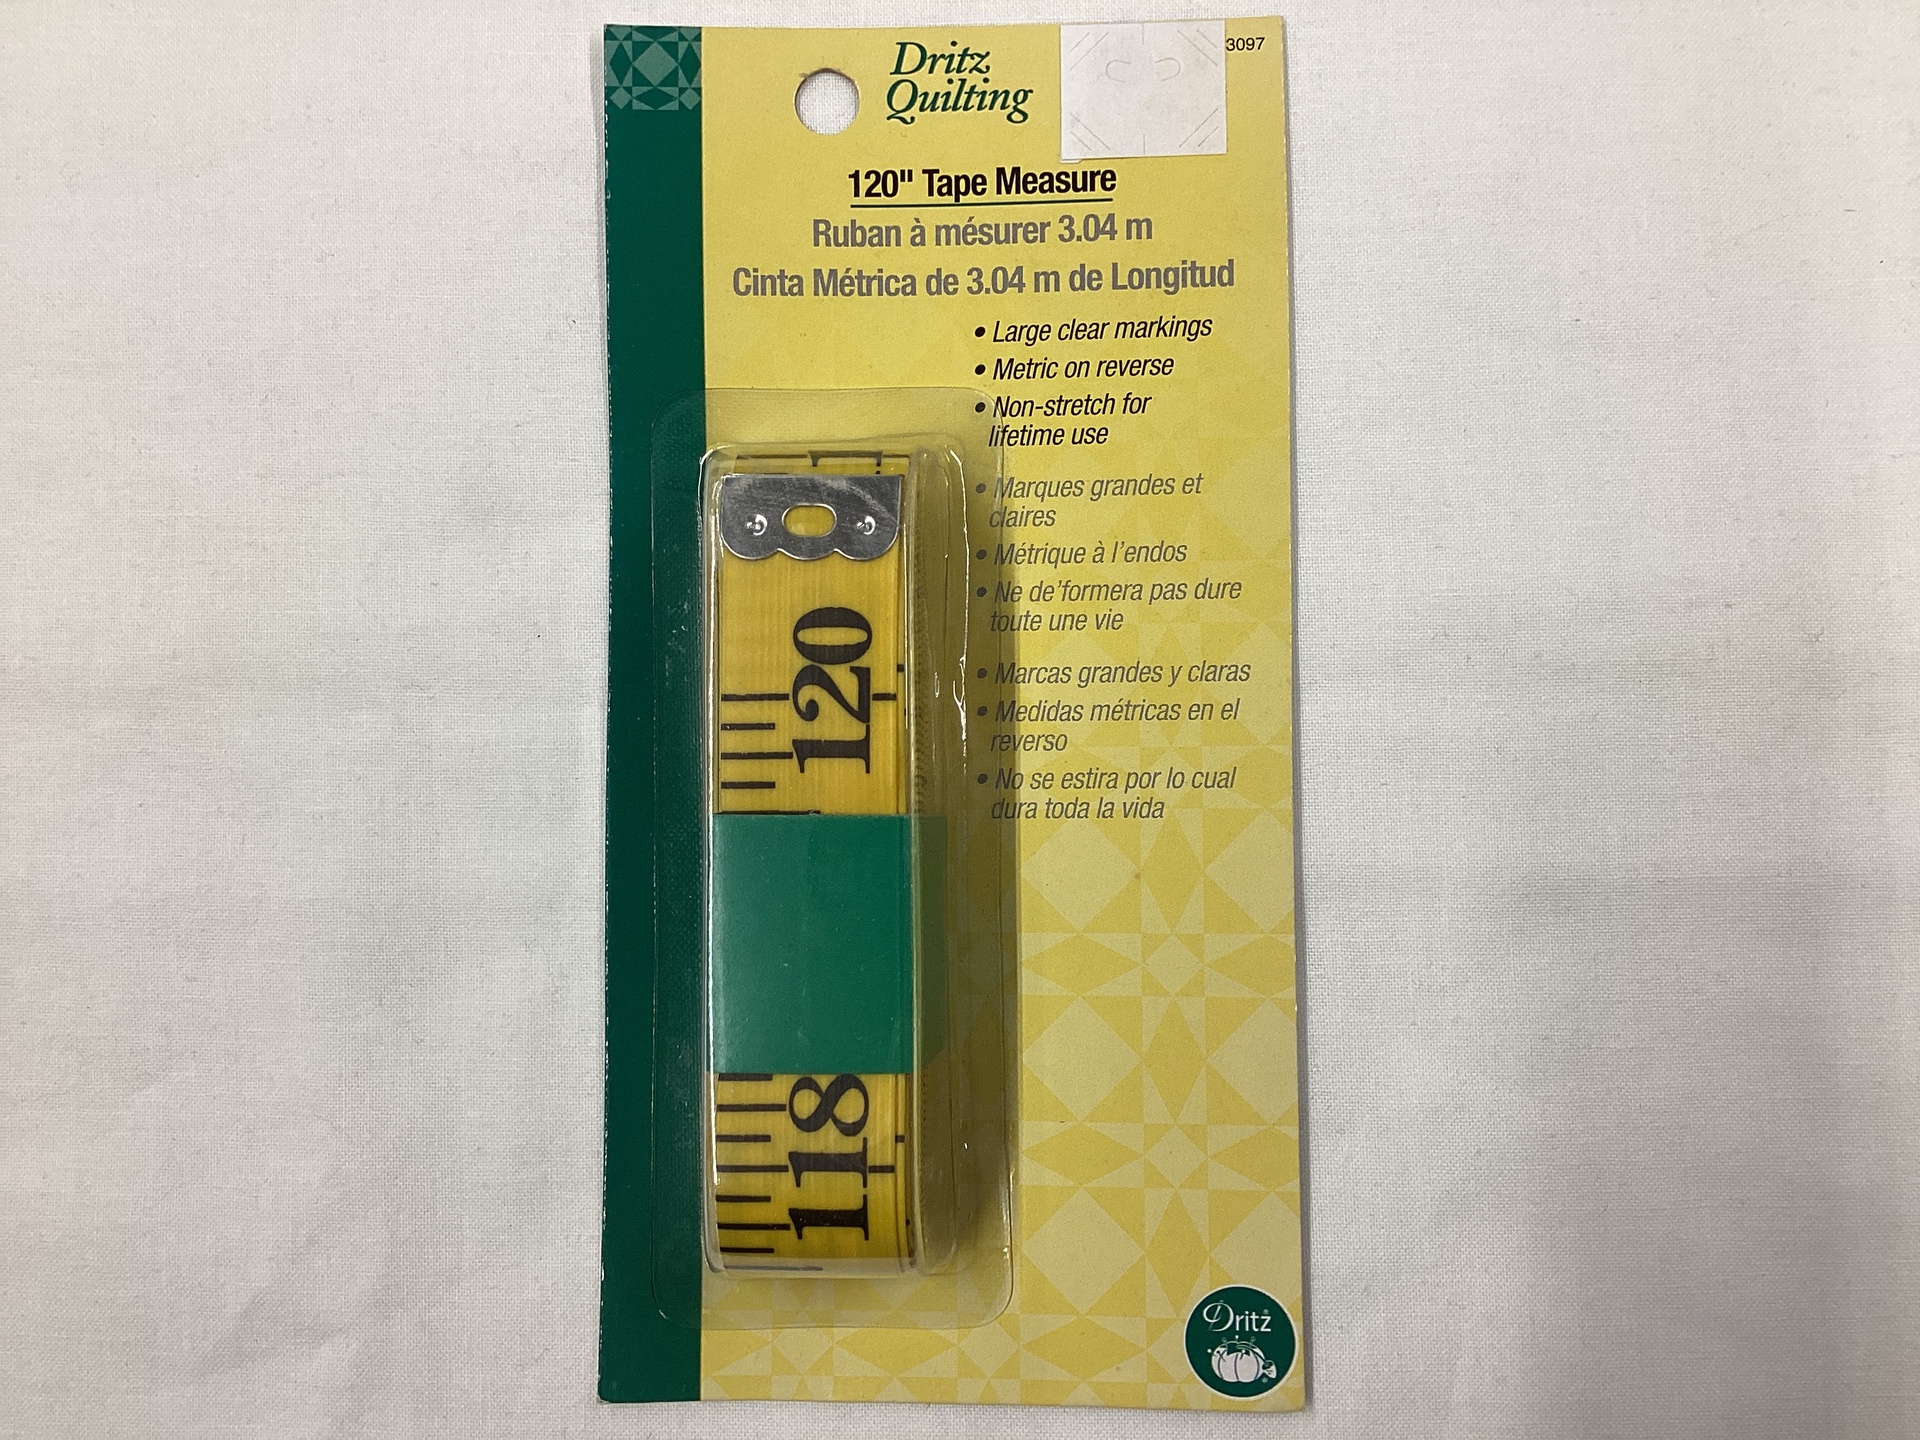 Dritz
Quilting
3097
120" Tape Measure
Ruban à mésurer 3.04 m
Cinta Métrica de 3.04 m de Longitud
• Large clear markings
• Metric on reverse
• Non-stretch for
lifetime use
• Marques grandes et
claires
• Métrique à l'endos
• Ne de'formera pas dure
toute une vie
• Marcas grandes y claras
• Medidas métricas en el
reverso
• No se estira por lo cual
dura toda la vida
120
118
Dritz®